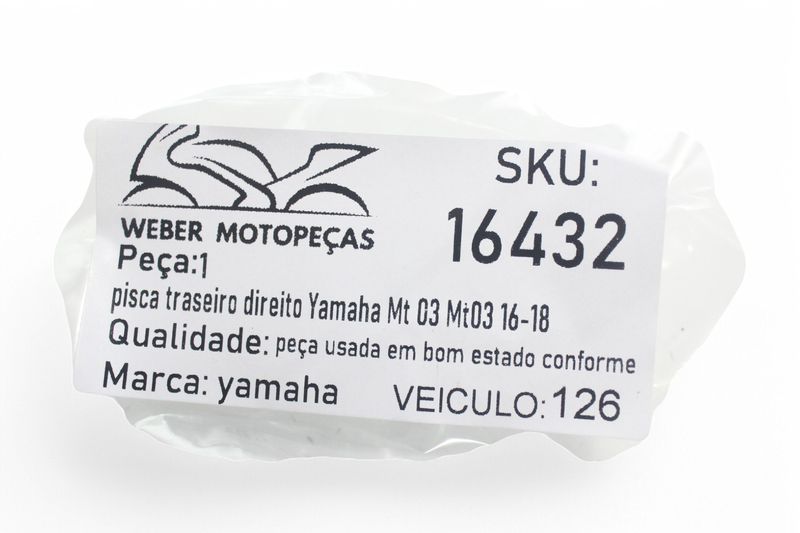 WEBER MOTOPEÇAS
SKU:
16432
Peça:1
pisca traseiro direito Yamaha Mt 03 Mt03 16-18
Qualidade: peça usada em bom estado conforme
Marca: yamaha
VEICULO: 126